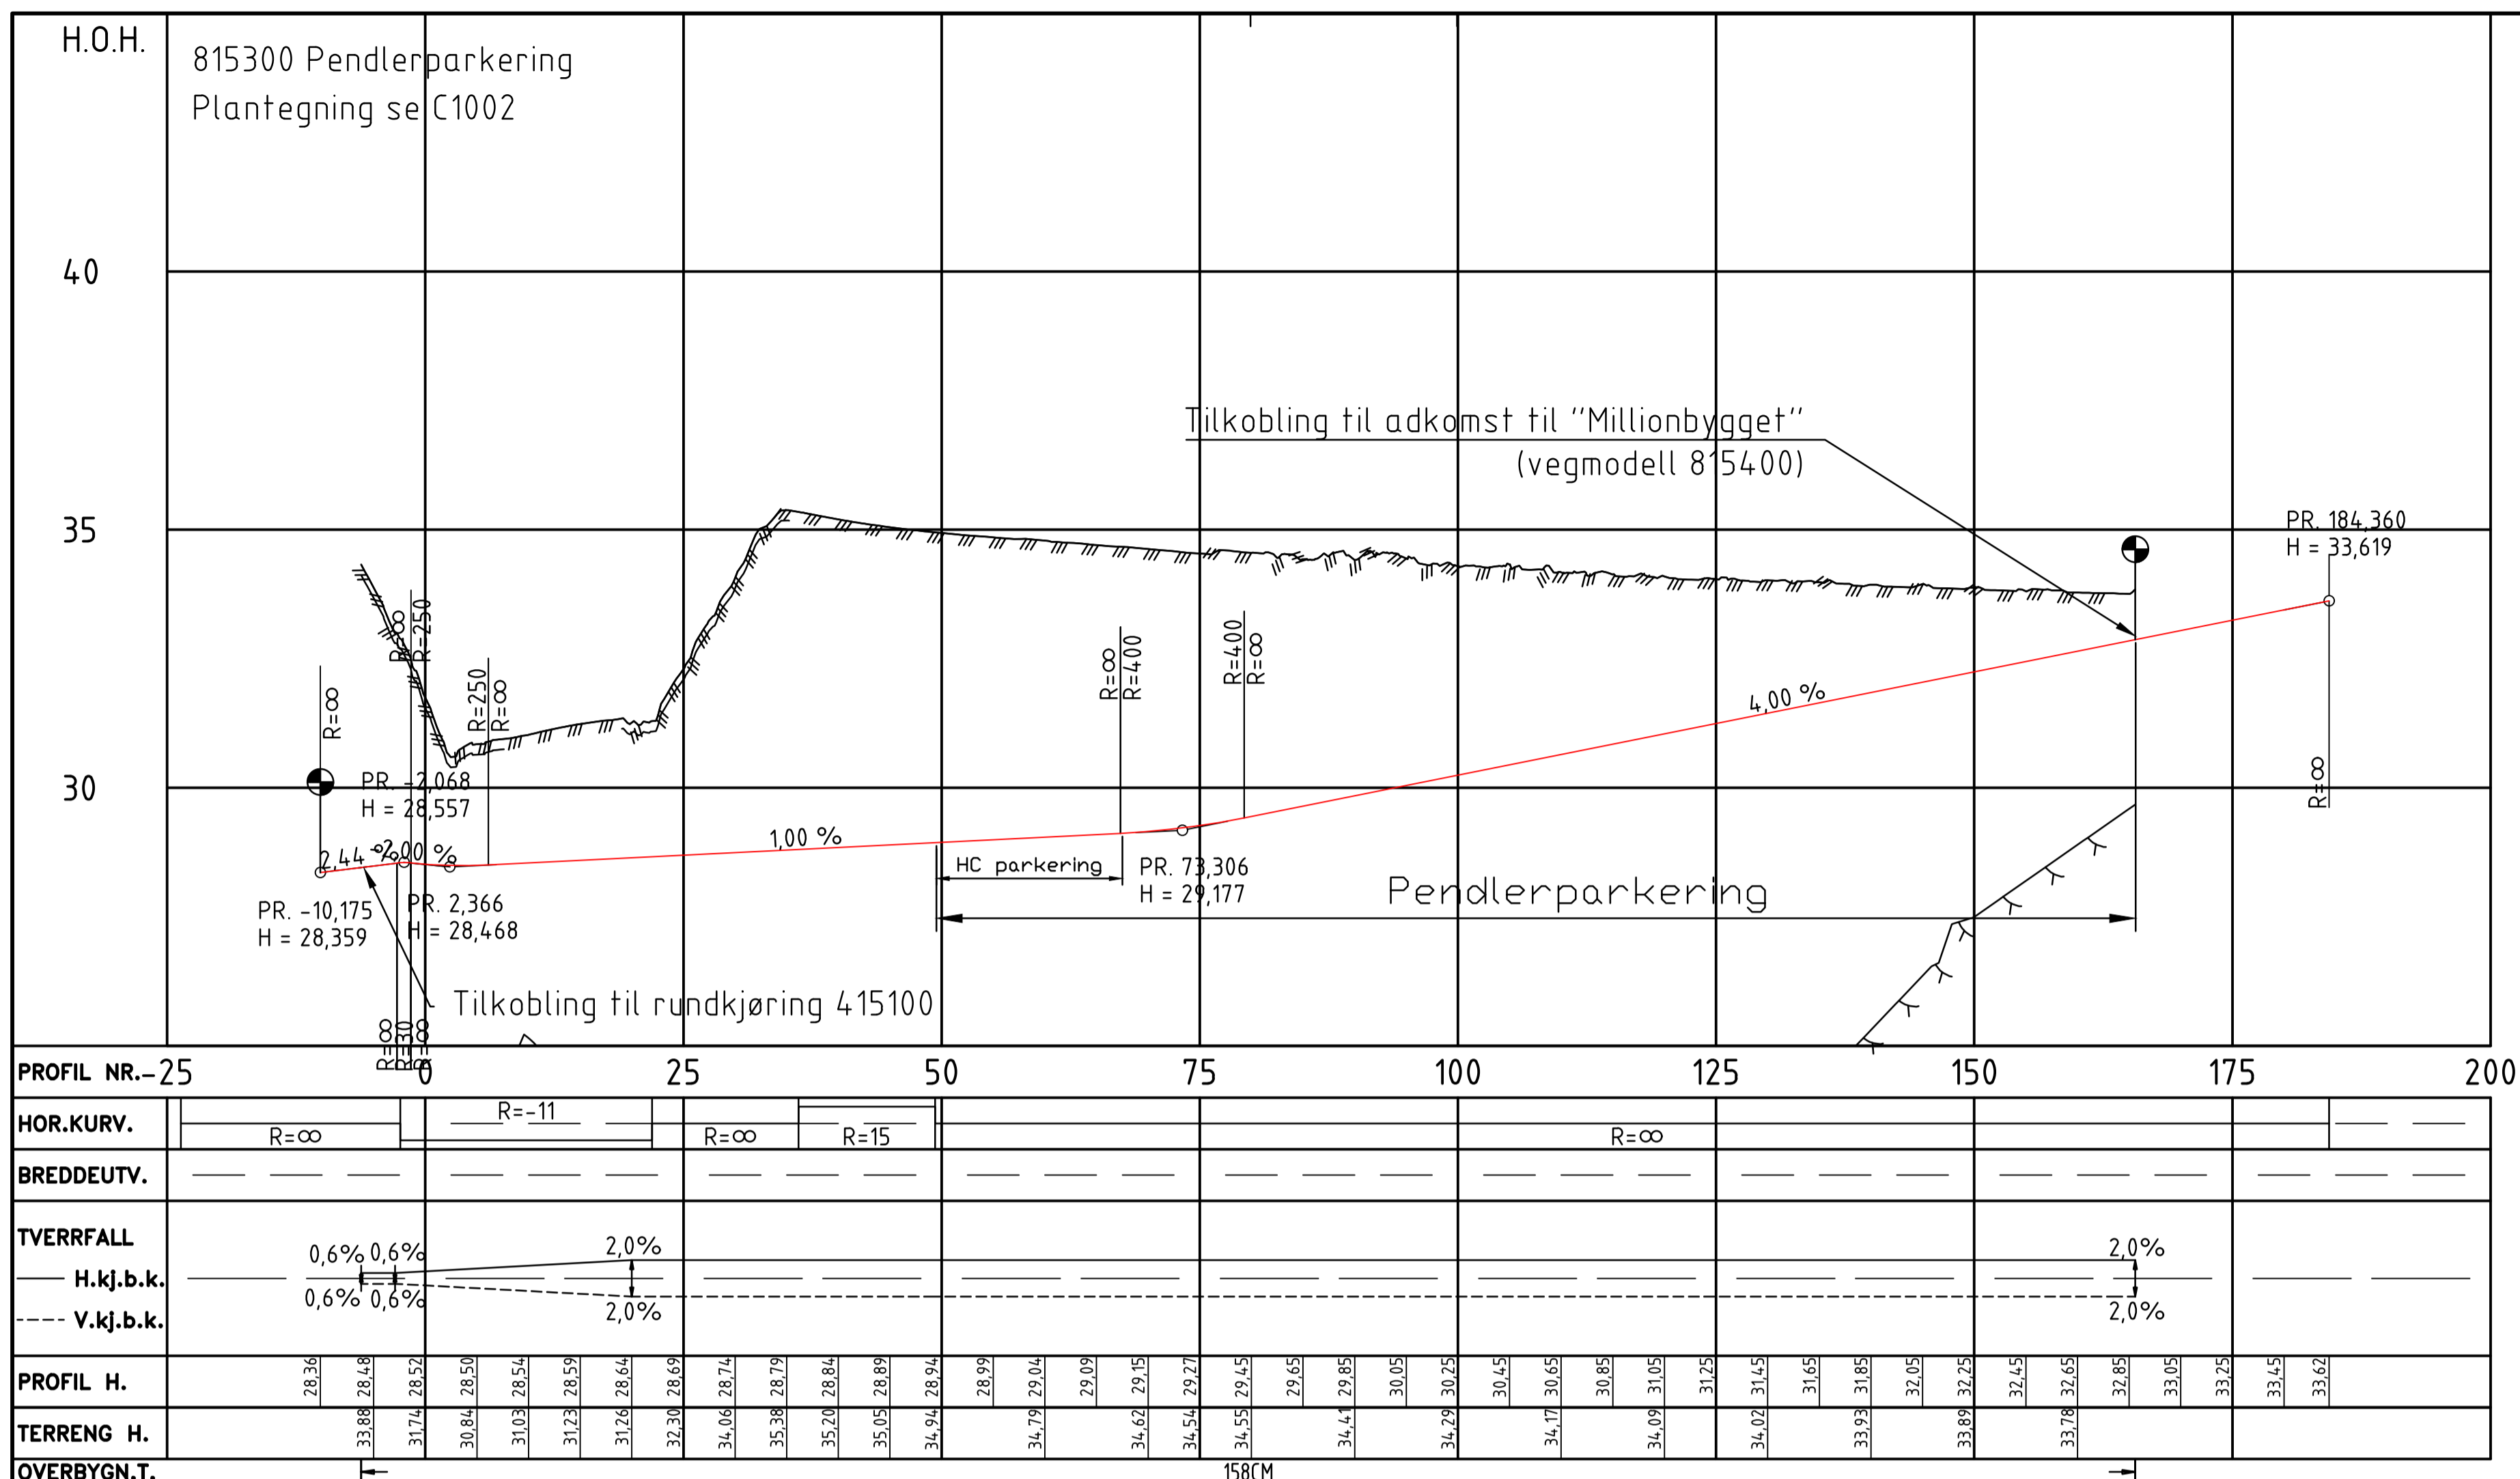 H.O.H.
815300 Pendlerparkering
Plantegning se C1002
40
Tilkobling til adkomst til "Millionbygget"
(vegmodell 815400)
35
PR. 184,360
H = 33,619
R=∞
R=250
R=250
R=∞
R=∞
R=∞
R=400
R=400
R=∞
4,00 %
R=∞
30
PR. -2,068
H = 28,557
2,44 %
-2,00 %
1,00 %
HC parkering
PR. 73,306
H = 29,177
Pendlerparkering
PR. -10,175
H = 28,359
PR. 2,366
H = 28,468
Tilkobling til rundkjøring 415100
R=∞
R=30
R=∞
PROFIL NR. -25 0 25 50 75 100 125 150 175 200
HOR.KURV. R=∞ R=-11 R=∞ R=15 R=∞
BREDDEUTV.
TVERRFALL
0,6% 0,6% 2,0% 2,0%
H.kj.b.k.
0,6% 0,6% 2,0% 2,0%
V.kj.b.k.
PROFIL H. 28,36 28,48 28,52 28,50 28,54 28,59 28,64 28,69 28,74 28,79 28,84 28,89 28,94 28,99 29,04 29,09 29,15 29,27 29,45 29,65 29,85 30,05 30,25 30,45 30,65 30,85 31,05 31,25 31,45 31,65 31,85 32,05 32,25 32,45 32,65 32,85 33,05 33,25 33,45 33,62
TERRENG H. 33,88 31,74 30,84 31,03 31,23 31,26 32,30 34,06 35,38 35,20 35,05 34,94 34,79 34,62 34,54 34,55 34,41 34,29 34,17 34,09 34,02 33,93 33,89 33,78
OVERBYGN.T. 158CM